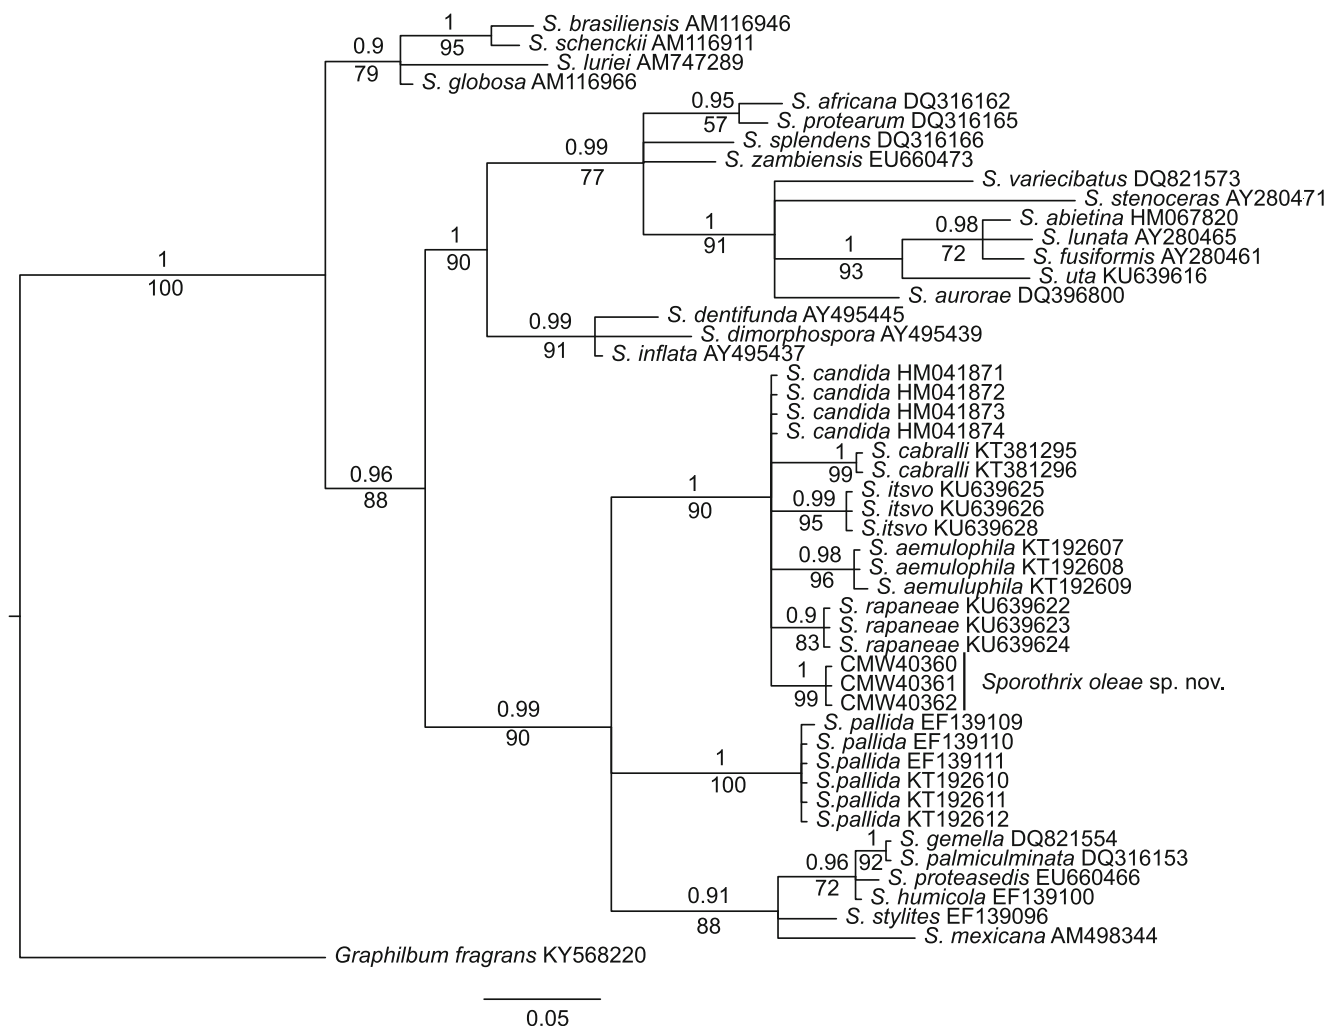 S. brasiliensis AM116946
1
S. schenckii AM116911
0.9
95
S. luriei AM747289
79
S. globosa AM116966
0.95
S. africana DQ316162
57
S. protearum DQ316165
0.99
S. splendens DQ316166
77
S. zambiensis EU660473
S. variecibatus DQ821573
S. stenoceras AY280471
1
91
0.98
S. abietina HM067820
1
72
S. lunata AY280465
1
90
93
S. fusiformis AY280461
1
100
S. uta KU639616
S. aurorae DQ396800
0.99
S. dentifunda AY495445
91
S. dimorphospora AY495439
S. inflata AY495437
S. candida HM041871
S. candida HM041872
S. candida HM041873
S. candida HM041874
1
S. cabralli KT381295
0.96
99
S. cabralli KT381296
88
1
90
0.99
S. itsvo KU639625
S. itsvo KU639626
95
S.itsvo KU639628
0.98
S. aemulophila KT192607
S. aemulophila KT192608
96
S. aemuluphila KT192609
0.9
S. rapaneae KU639622
S. rapaneae KU639623
83
S. rapaneae KU639624
1
CMW40360
CMW40361
Sporothrix oleae sp. nov.
99
CMW40362
0.99
90
S. pallida EF139109
S. pallida EF139110
1
S.pallida EF139111
100
S.pallida KT192610
S.pallida KT192611
S.pallida KT192612
1
S. gemella DQ821554
0.96
92
S. palmiculminata DQ316153
72
S. proteasedis EU660466
0.91
S. humicola EF139100
88
S. stylites EF139096
S. mexicana AM498344
Graphilbum fragrans KY568220
0.05